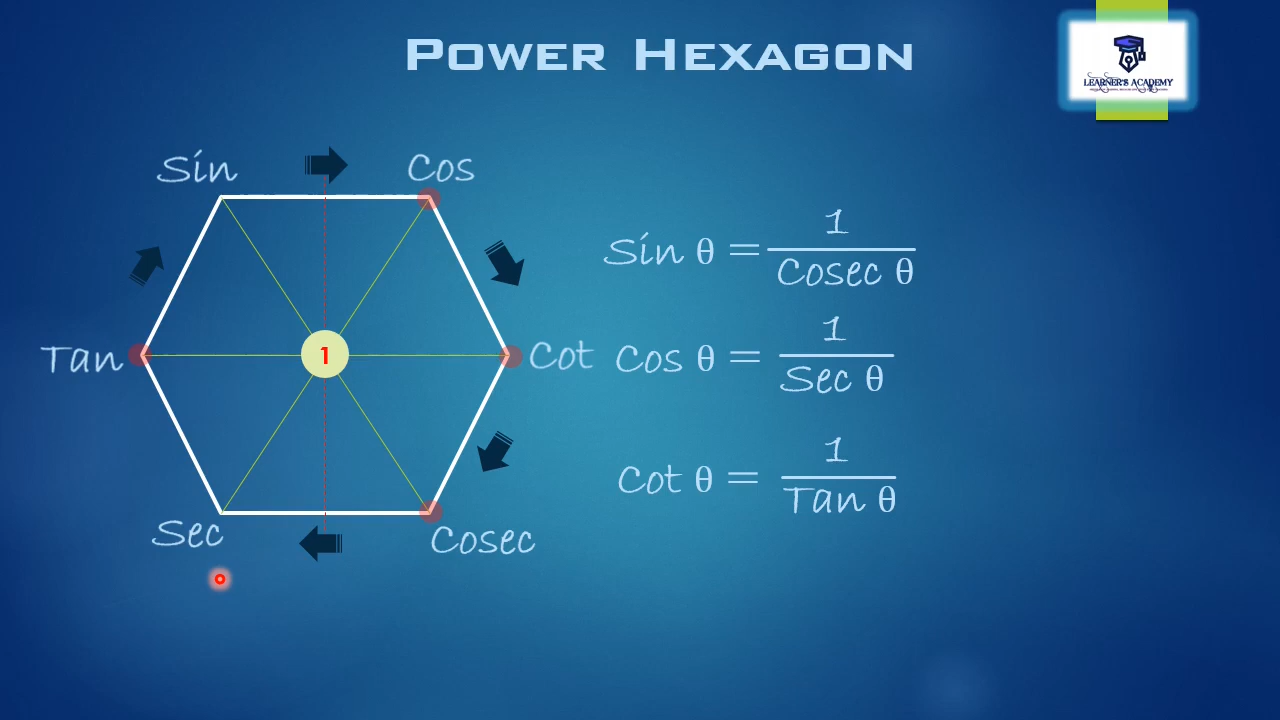 POWER HEXAGON
LEARNER'S ACADEMY
Sin
Cos
Tan
1
Cot
Sec
Cosec
Sin θ = 1
Cosec θ
Cos θ = 1
Sec θ
Cot θ = 1
Tan θ